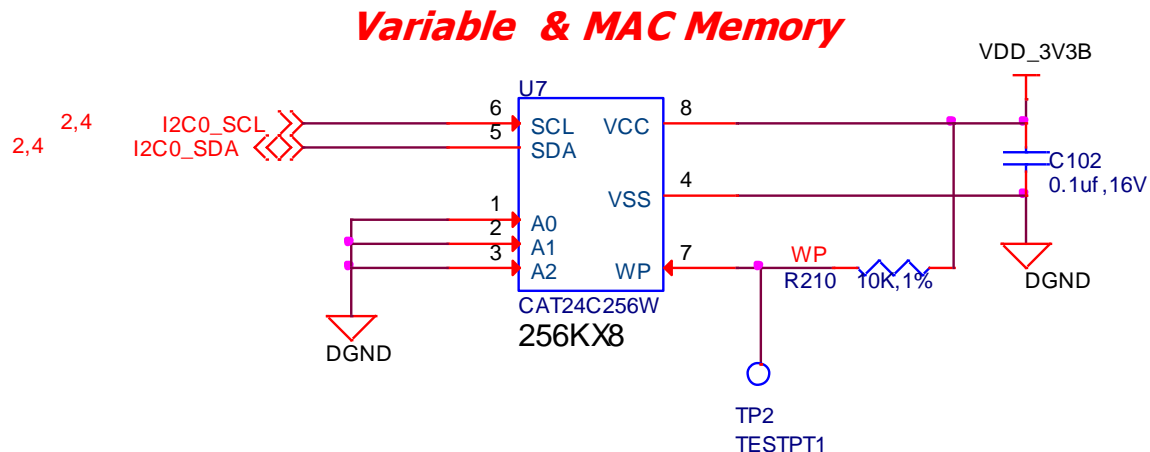 Variable & MAC Memory
VDD_3V3B
U7
2,4 I2C0_SCL 6 SCL VCC 8
2,4 I2C0_SDA 5 SDA
C102
0.1uf,16V
VSS 4
1 A0
2 A1
3 A2 WP 7 WP
R210 10K,1%
DGND
CAT24C256W
256KX8
DGND
TP2
TESTPT1